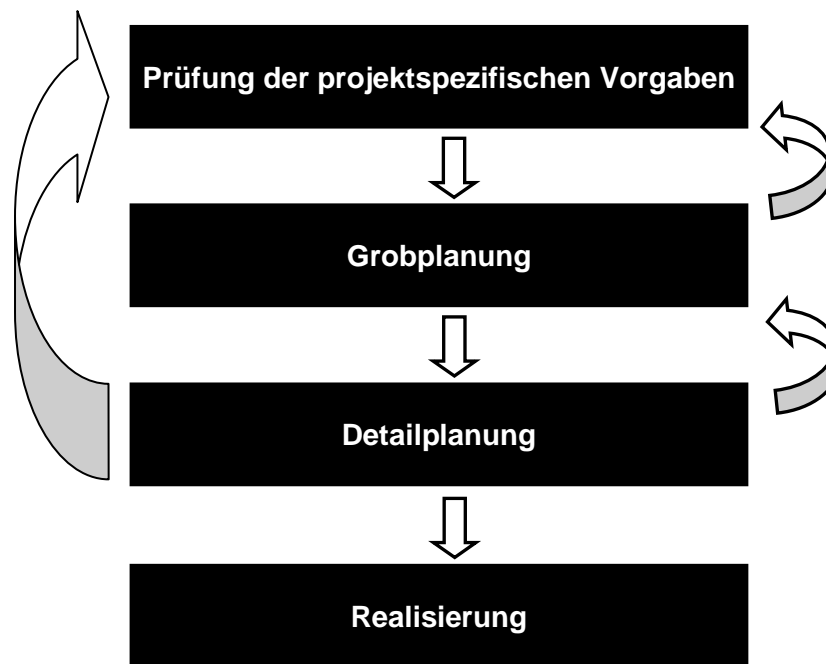 Prüfung der projektspezifischen Vorgaben
Grobplanung
Detailplanung
Realisierung